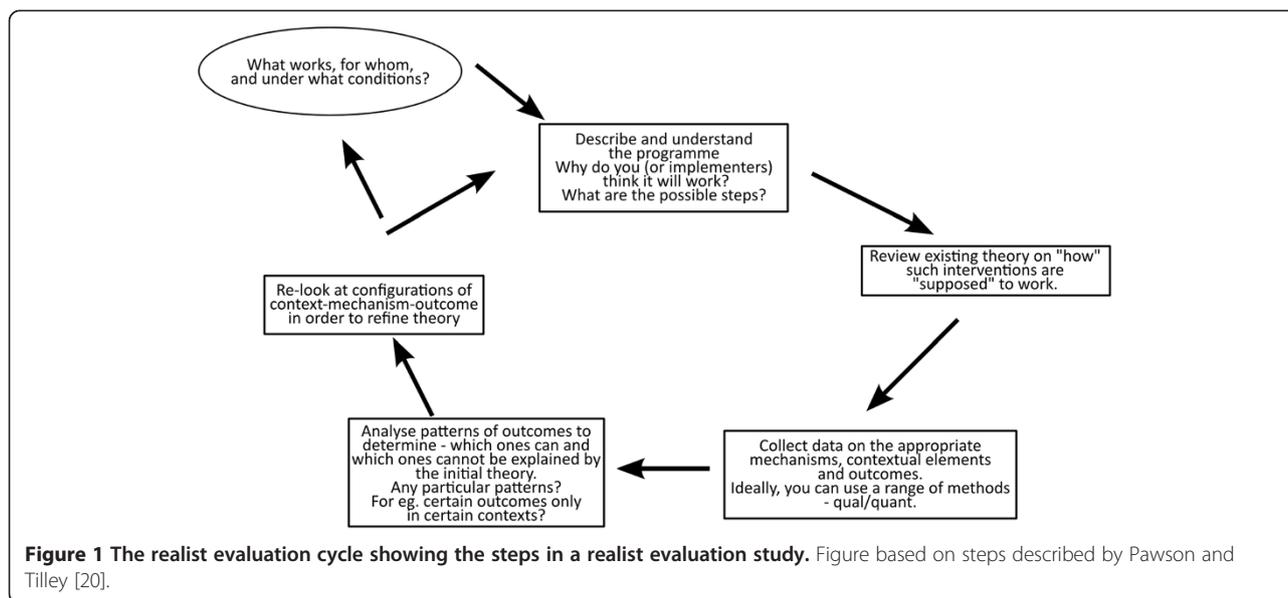 What works, for whom,
and under what conditions?
Describe and understand
the programme
Why do you (or implementers)
think it will work?
What are the possible steps?
Review existing theory on "how"
such interventions are
"supposed" to work.
Collect data on the appropriate
mechanisms, contextual elements
and outcomes.
Ideally, you can use a range of methods
- qual/quant.
Analyse patterns of outcomes to
determine - which ones can and
which ones cannot be explained by
the initial theory.
Any particular patterns?
For eg. certain outcomes only
in certain contexts?
Re-look at configurations of
context-mechanism-outcome
in order to refine theory
Figure 1 The realist evaluation cycle showing the steps in a realist evaluation study. Figure based on steps described by Pawson and
Tilley [20].